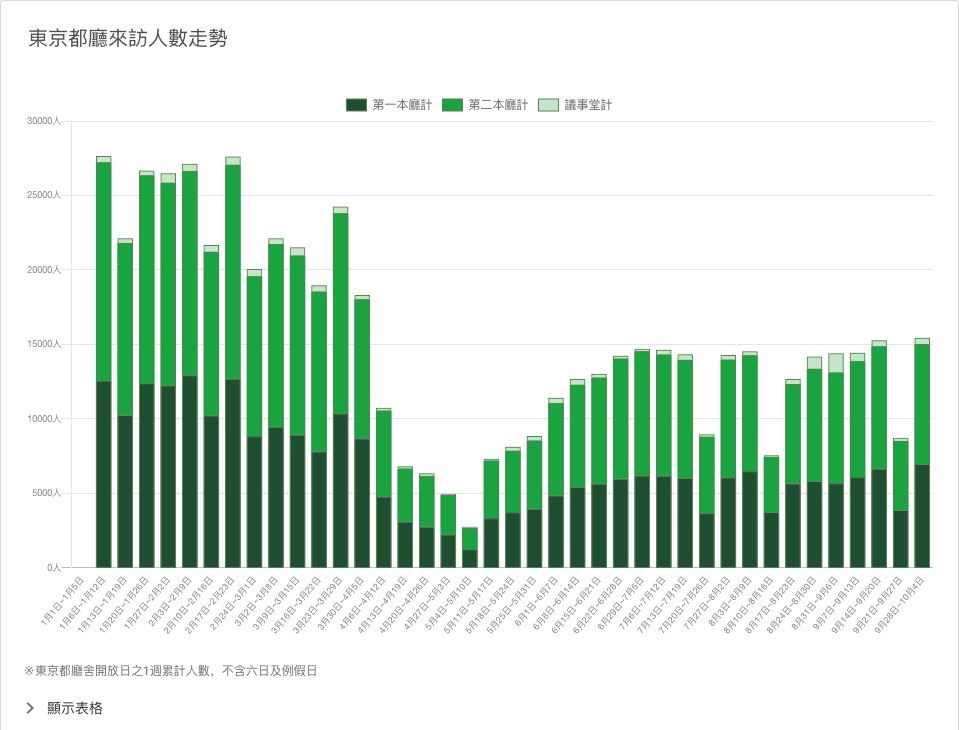 東京都廳來訪人數走勢
第一本廳計 第二本廳計 議事堂計
30000人
25000人
20000人
15000人
10000人
5000人
0人
1月1日~1月5日
1月6日~1月12日
1月13日~1月19日
1月20日~1月26日
1月27日~2月2日
2月3日~2月9日
2月10日~2月16日
2月17日~2月23日
2月24日~3月1日
3月2日~3月8日
3月9日~3月15日
3月16日~3月22日
3月23日~3月29日
3月30日~4月5日
4月6日~4月12日
4月13日~4月19日
4月20日~4月26日
4月27日~5月3日
5月4日~5月10日
5月11日~5月17日
5月18日~5月24日
5月25日~5月31日
6月1日~6月7日
6月8日~6月14日
6月15日~6月21日
6月22日~6月28日
6月29日~7月5日
7月6日~7月12日
7月13日~7月19日
7月20日~7月26日
7月27日~8月2日
8月3日~8月9日
8月10日~8月16日
8月17日~8月23日
8月24日~8月30日
8月31日~9月6日
9月7日~9月13日
9月14日~9月20日
9月21日~9月27日
9月28日~10月4日
※東京都廳舍開放日之1週累計人數，不含六日及例假日
顯示表格